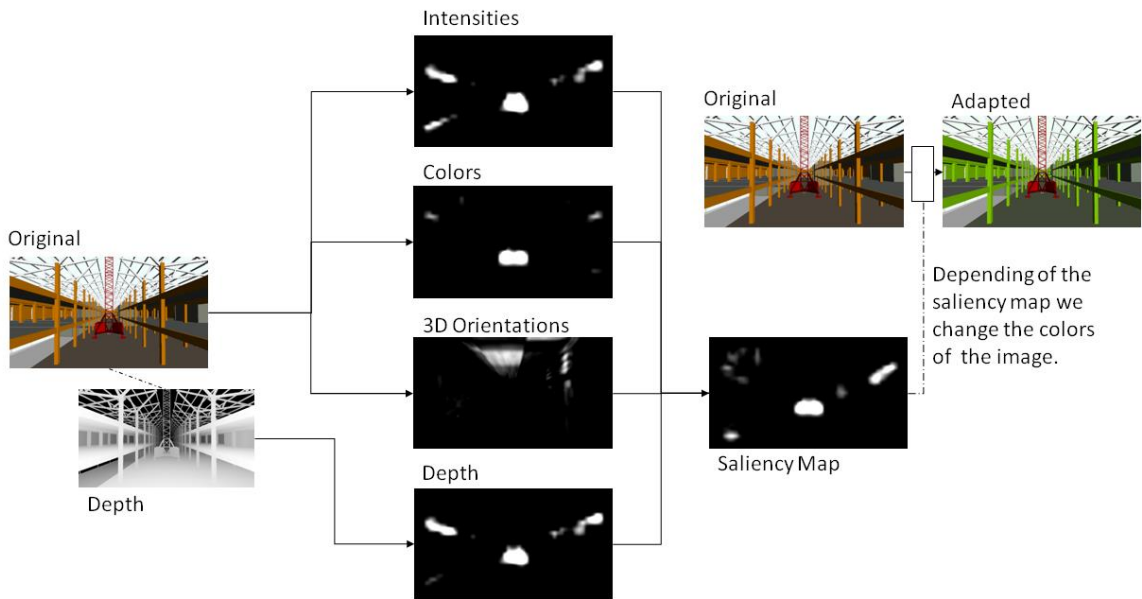 Intensities
Colors
Original
3D Orientations
Depth
Depth
Saliency Map
Original
Adapted
Depending of the
saliency map we
change the colors
of the image.